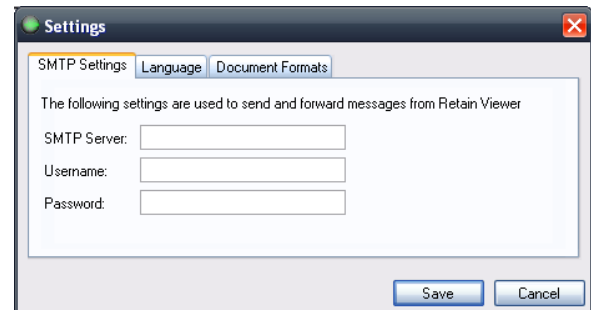 Settings
SMTP Settings Language Document Formats
The following settings are used to send and forward messages from Retain Viewer
SMTP Server:
Username:
Password:
Save Cancel